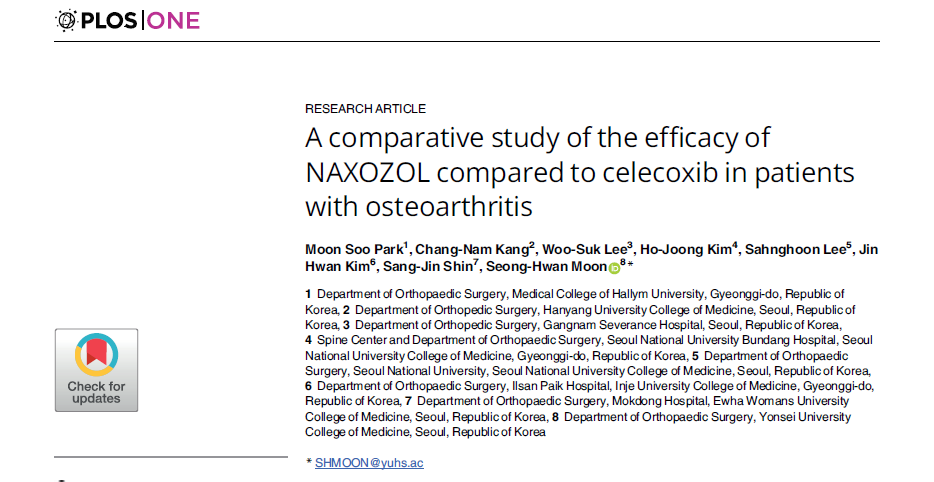 PLOS ONE
RESEARCH ARTICLE
A comparative study of the efficacy of
NAXOZOL compared to celecoxib in patients
with osteoarthritis
Moon Soo Park1, Chang-Nam Kang2, Woo-Suk Lee3, Ho-Joong Kim4, Sahnghoon Lee5, Jin
Hwan Kim6, Sang-Jin Shin7, Seong-Hwan Moon iD 8*
1 Department of Orthopaedic Surgery, Medical College of Hallym University, Gyeonggi-do, Republic of
Korea, 2 Department of Orthopedic Surgery, Hanyang University College of Medicine, Seoul, Republic of
Korea, 3 Department of Orthopedic Surgery, Gangnam Severance Hospital, Seoul, Republic of Korea,
4 Spine Center and Department of Orthopaedic Surgery, Seoul National University Bundang Hospital, Seoul
National University College of Medicine, Gyeonggi-do, Republic of Korea, 5 Department of Orthopaedic
Surgery, Seoul National University, Seoul National University College of Medicine, Seoul, Republic of Korea,
6 Department of Orthopaedic Surgery, Ilsan Paik Hospital, Inje University College of Medicine, Gyeonggi-do,
Republic of Korea, 7 Department of Orthopaedic Surgery, Mokdong Hospital, Ewha Womans University
College of Medicine, Seoul, Republic of Korea, 8 Department of Orthopaedic Surgery, Yonsei University
College of Medicine, Seoul, Republic of Korea
* SHMOON@yuhs.ac
Check for
updates